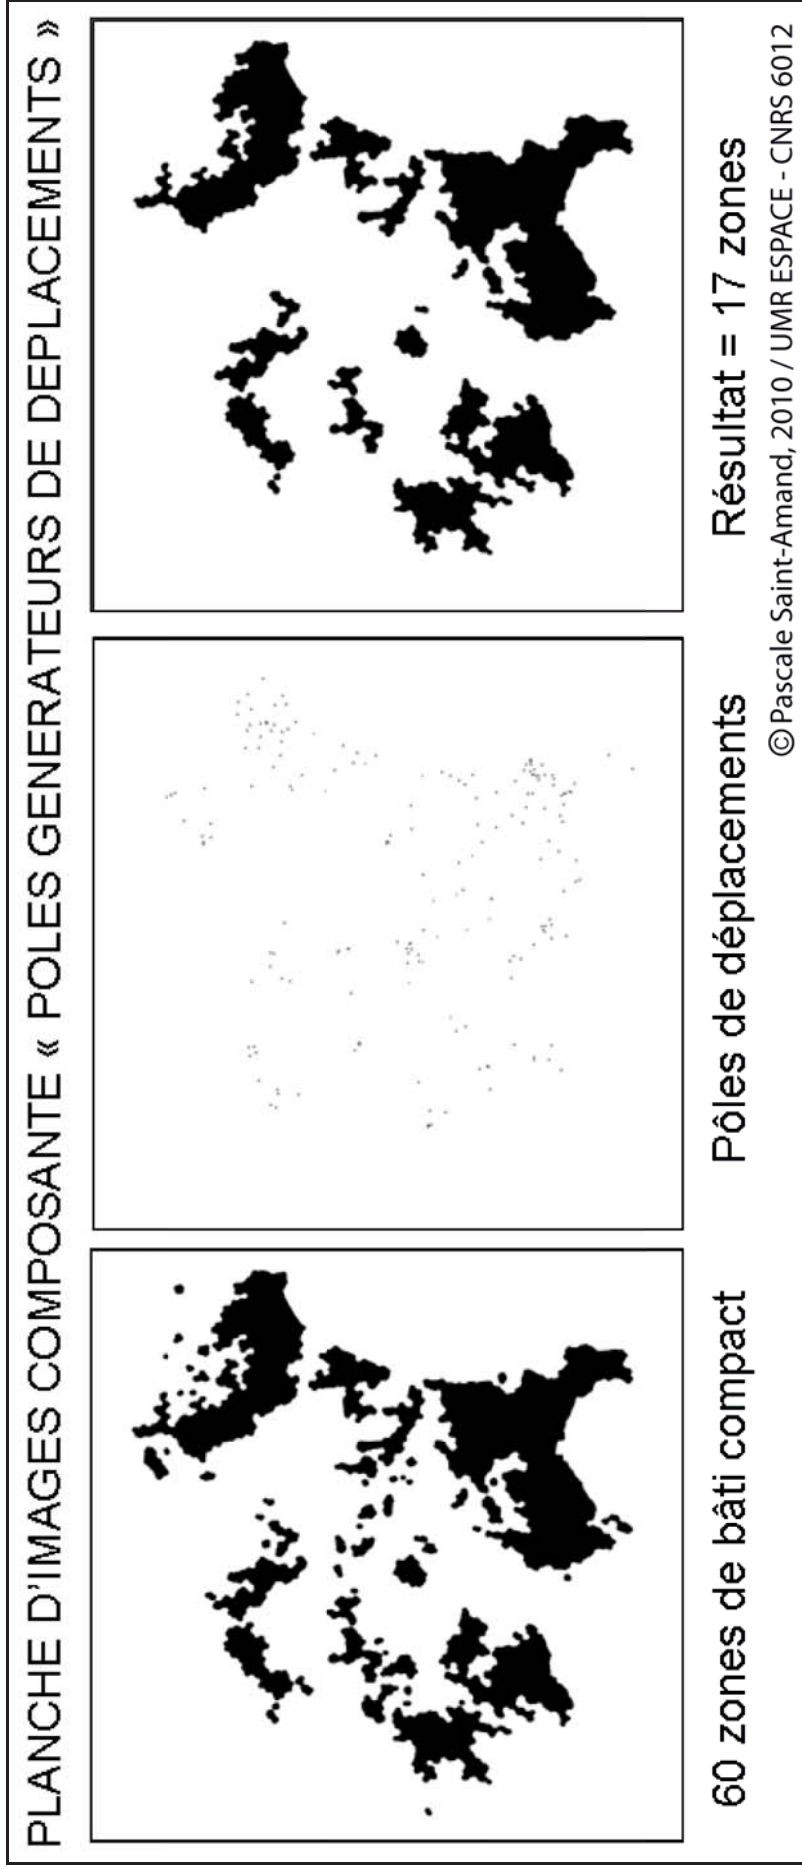 PLANCHE D'IMAGES COMPOSANTE « POLES GENERATEURS DE DEPLACEMENTS »
60 zones de bâti compact
Pôles de déplacements
Résultat = 17 zones
© Pascale Saint-Amand, 2010 / UMR ESPACE - CNRS 6012